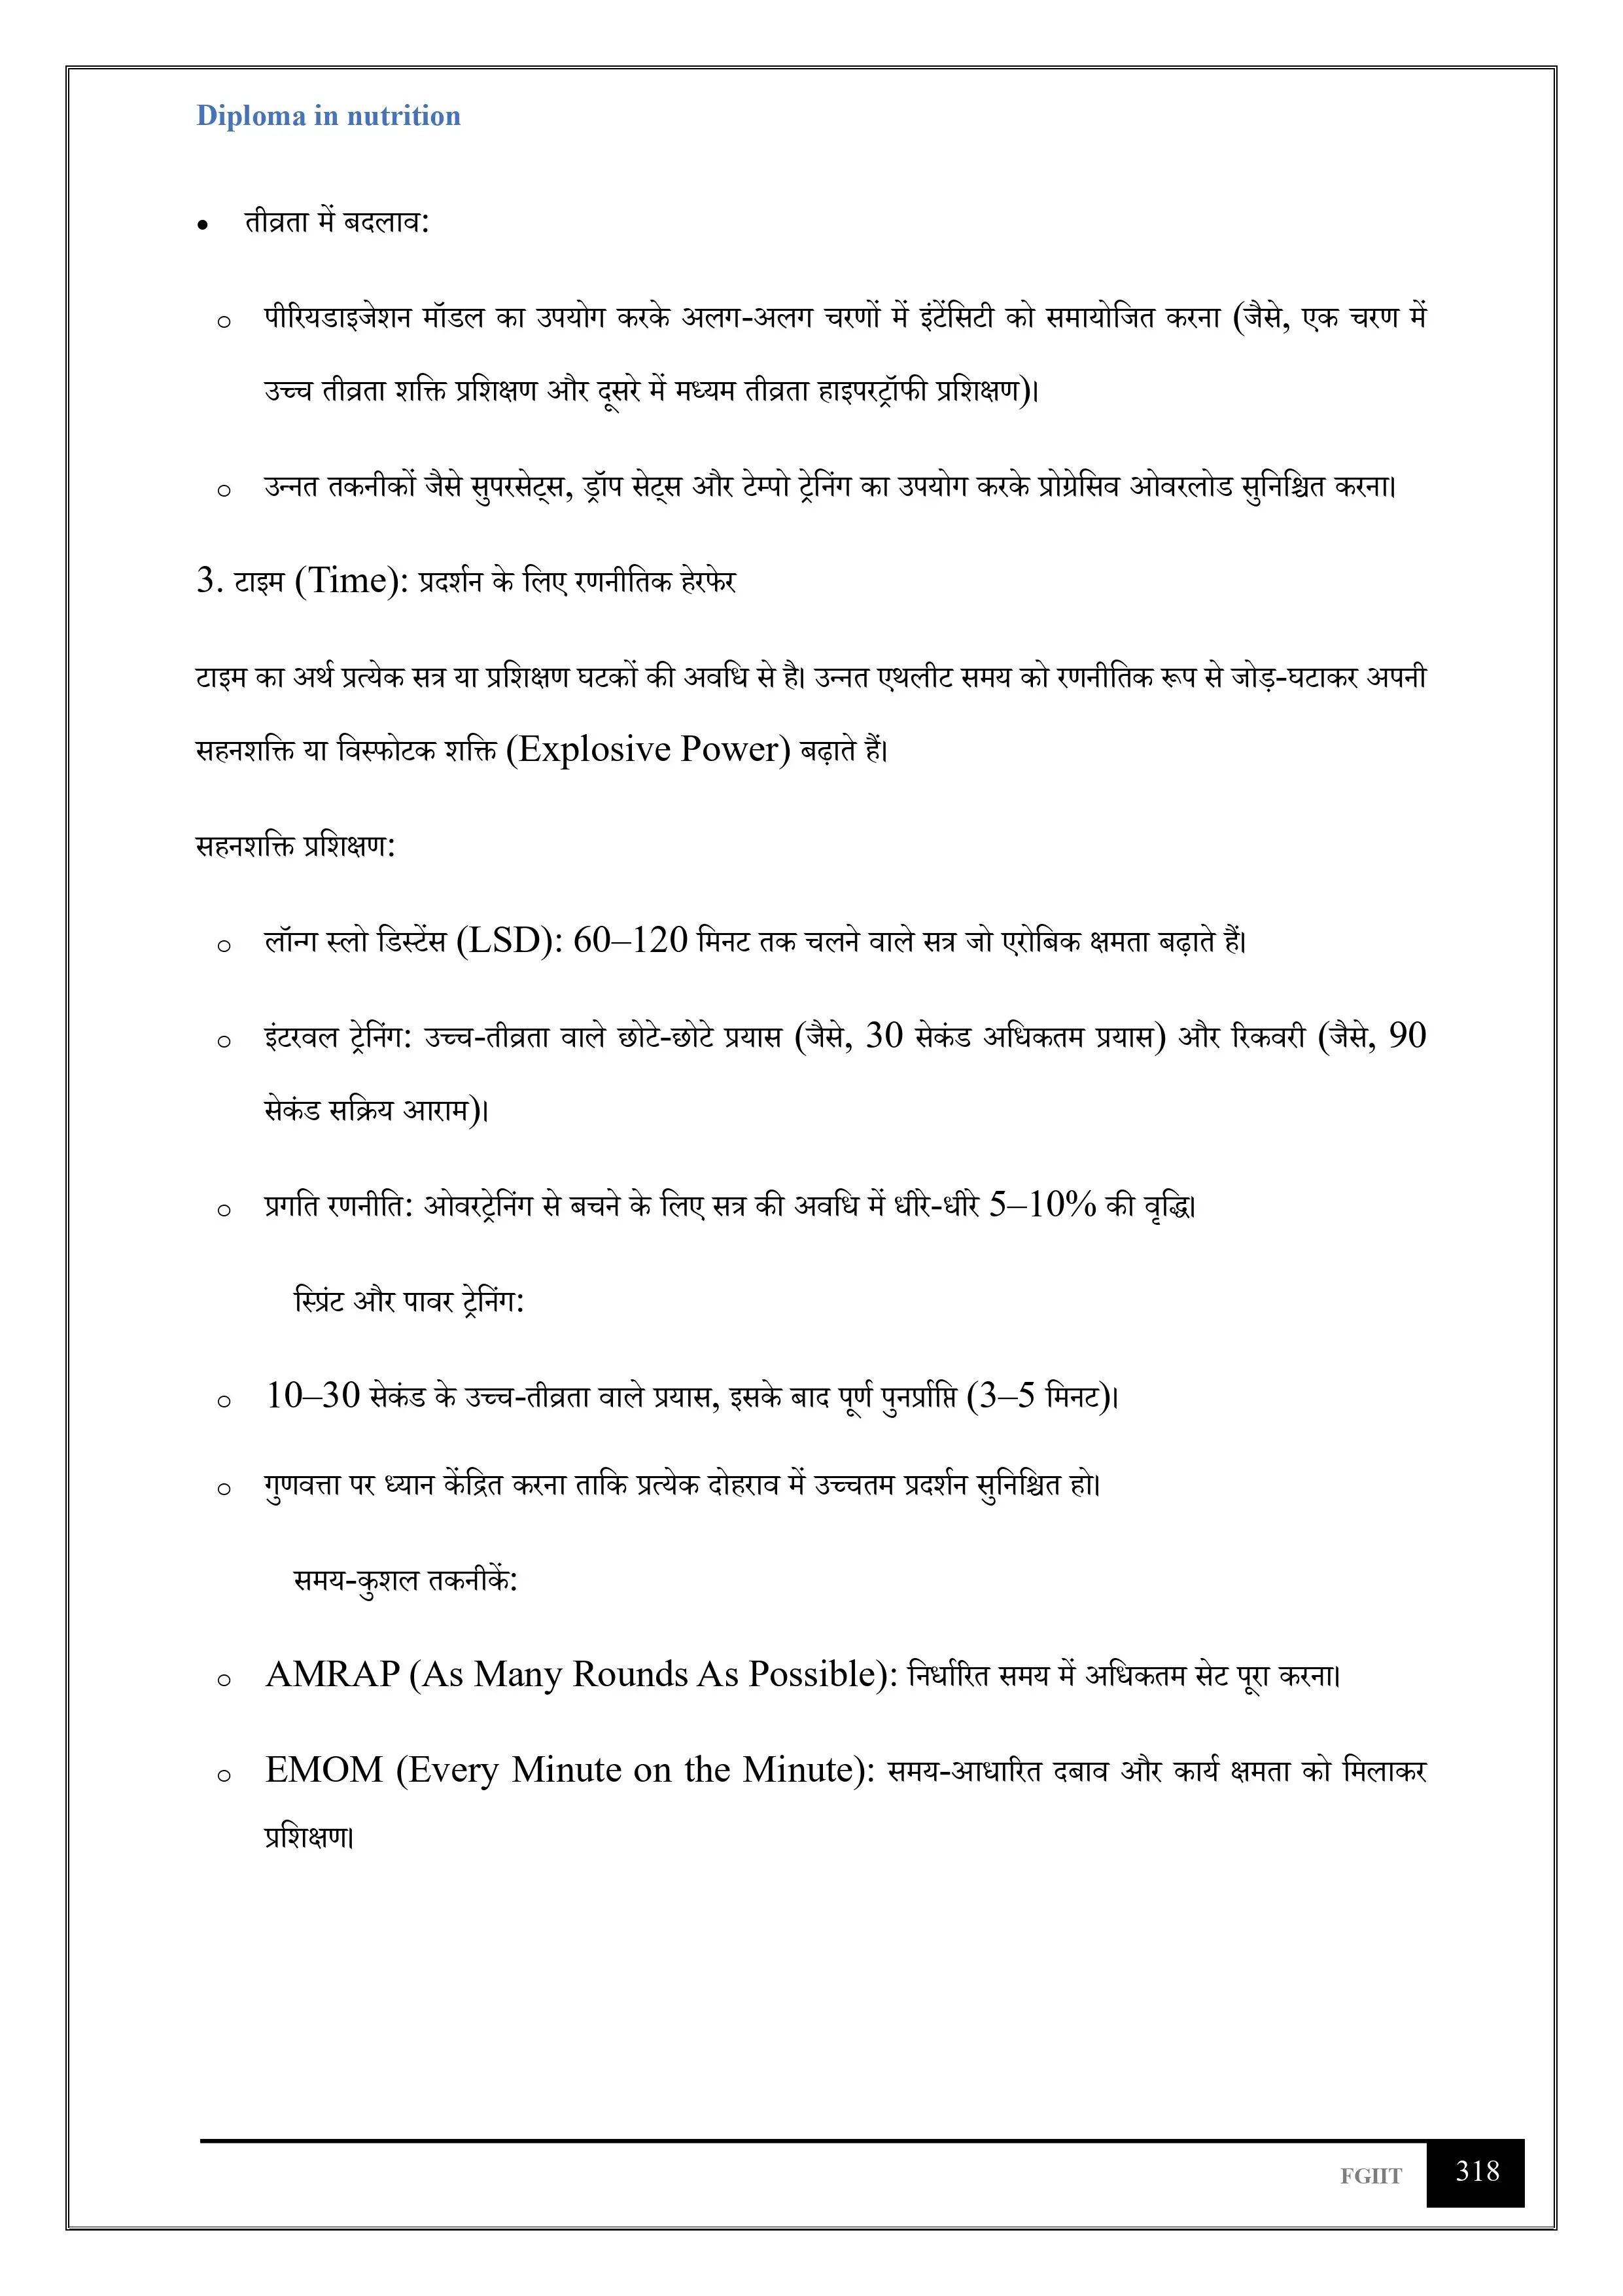 Diploma in nutrition
• तीव्रता में बदलाव:
o पीरियडाइजेशन मॉडल का उपयोग करके अलग-अलग चरणों में इंटेंसिटी को समायोजित करना (जैसे, एक चरण में
उच्च तीव्रता शक्ति प्रशिक्षण और दूसरे में मध्यम तीव्रता हाइपरट्रॉफी प्रशिक्षण)।
o उन्नत तकनीकों जैसे सुपरसेट्स, ड्रॉप सेट्स और टेम्पो ट्रेनिंग का उपयोग करके प्रोग्रेसिव ओवरलोड सुनिश्चित करना।
3. टाइम (Time): प्रदर्शन के लिए रणनीतिक हेरफेर
टाइम का अर्थ प्रत्येक सत्र या प्रशिक्षण घटकों की अवधि से है। उन्नत एथलीट समय को रणनीतिक रूप से जोड़-घटाकर अपनी
सहनशक्ति या विस्फोटक शक्ति (Explosive Power) बढ़ाते हैं।
सहनशक्ति प्रशिक्षण:
o लॉन्ग स्लो डिस्टेंस (LSD): 60–120 मिनट तक चलने वाले सत्र जो एरोबिक क्षमता बढ़ाते हैं।
o इंटरवल ट्रेनिंग: उच्च-तीव्रता वाले छोटे-छोटे प्रयास (जैसे, 30 सेकंड अधिकतम प्रयास) और रिकवरी (जैसे, 90
सेकंड सक्रिय आराम)।
o प्रगति रणनीति: ओवरट्रेनिंग से बचने के लिए सत्र की अवधि में धीरे-धीरे 5–10% की वृद्धि।
स्प्रिंट और पावर ट्रेनिंग:
o 10–30 सेकंड के उच्च-तीव्रता वाले प्रयास, इसके बाद पूर्ण पुनर्प्राप्ति (3–5 मिनट)।
o गुणवत्ता पर ध्यान केंद्रित करना ताकि प्रत्येक दोहराव में उच्चतम प्रदर्शन सुनिश्चित हो।
समय-कुशल तकनीकें:
o AMRAP (As Many Rounds As Possible): निर्धारित समय में अधिकतम सेट पूरा करना।
o EMOM (Every Minute on the Minute): समय-आधारित दबाव और कार्य क्षमता को मिलाकर
प्रशिक्षण।
FGIIT 318